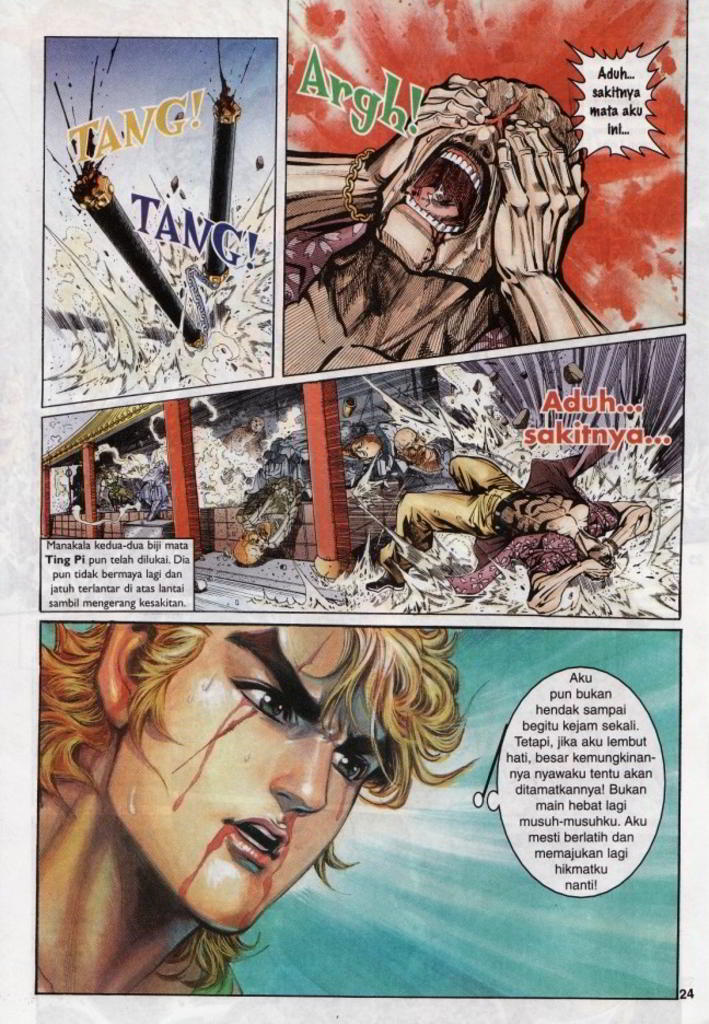 TANG!
TANG!
Argh!
Aduh...
sakitnya
mata aku
ini...
Aduh...
sakitnya...
Manakala kedua-dua biji mata
Ting Pi pun telah dilukai. Dia
pun tidak bermaya lagi dan
jatuh terlantar di atas lantai
sambil mengerang kesakitan.
Aku
pun bukan
hendak sampai
begitu kejam sekali.
Tetapi, jika aku lembut
hati, besar kemungkinan-
nya nyawaku tentu akan
ditamatkannya! Bukan
main hebat lagi
musuh-musuhku. Aku
mesti berlatih dan
memajukan lagi
hikmatku
nanti!
24